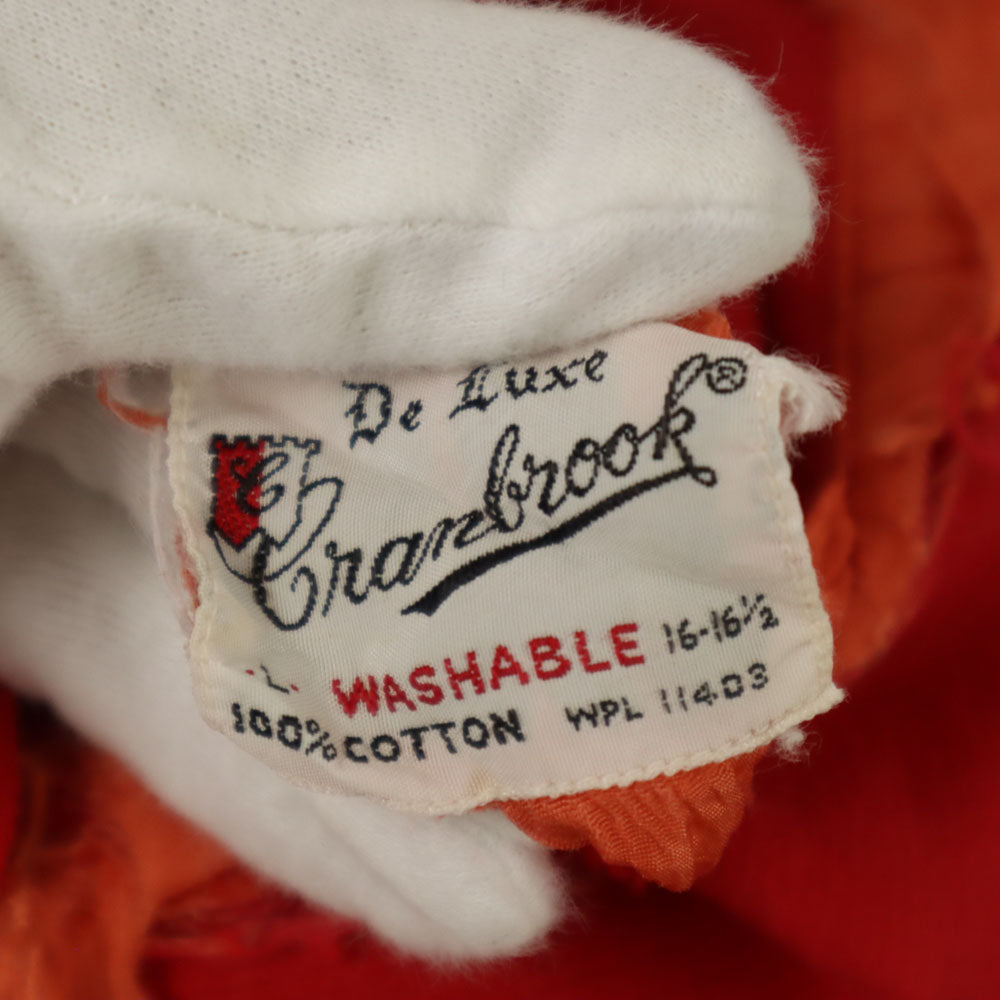 De Luxe
C
Cranbrook®
·L· WASHABLE 16-16½
100% COTTON WPL 11403